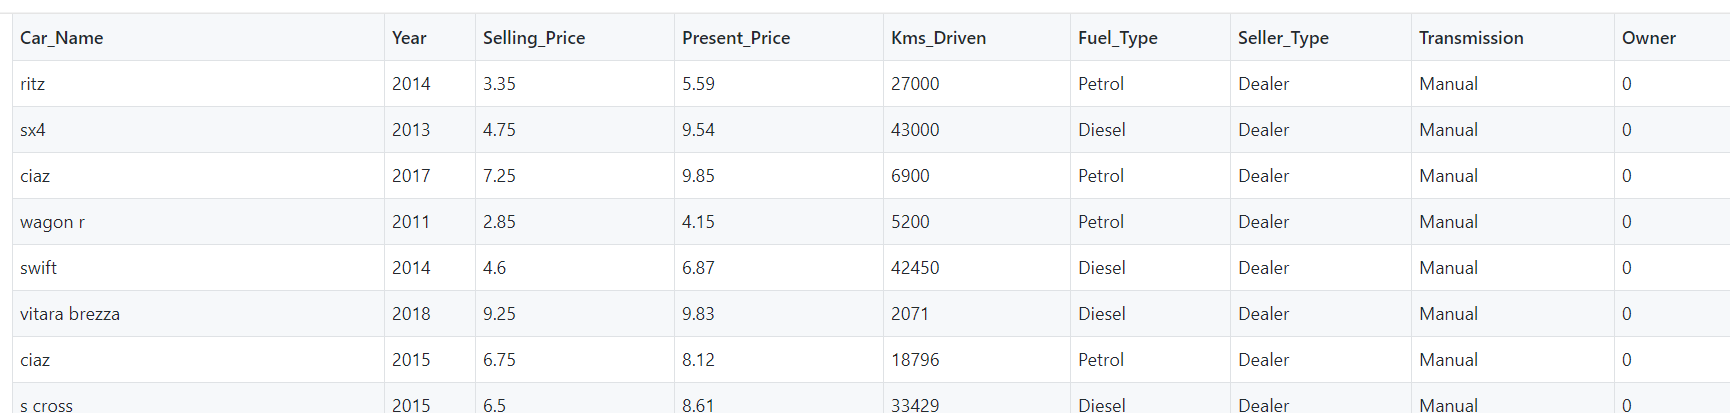 Car_Name Year Selling_Price Present_Price Kms_Driven Fuel_Type Seller_Type Transmission Owner
ritz 2014 3.35 5.59 27000 Petrol Dealer Manual 0
sx4 2013 4.75 9.54 43000 Diesel Dealer Manual 0
ciaz 2017 7.25 9.85 6900 Petrol Dealer Manual 0
wagon r 2011 2.85 4.15 5200 Petrol Dealer Manual 0
swift 2014 4.6 6.87 42450 Diesel Dealer Manual 0
vitara brezza 2018 9.25 9.83 2071 Diesel Dealer Manual 0
ciaz 2015 6.75 8.12 18796 Petrol Dealer Manual 0
s cross 2015 6.5 8.61 33429 Diesel Dealer Manual 0